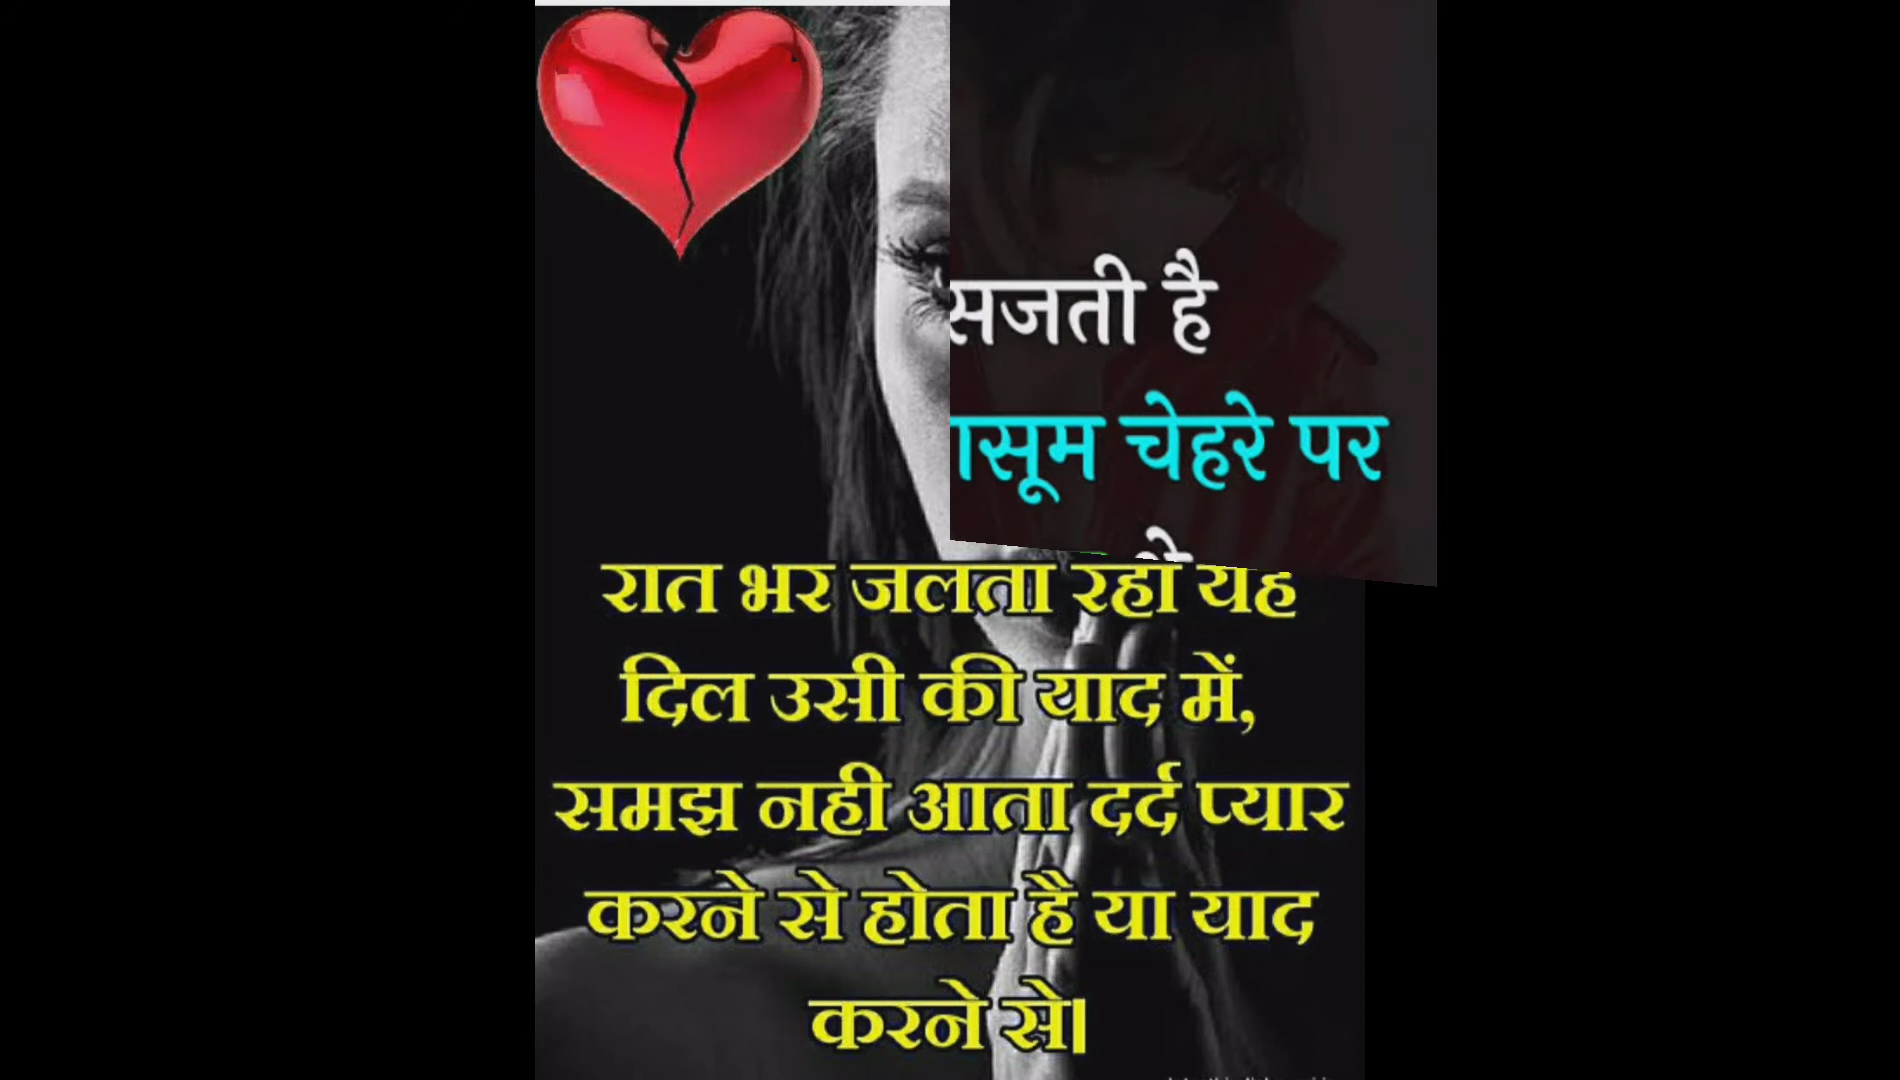 सजती है
ासूम चेहरे पर
रात भर जलता रहा यह
दिल उसी की याद में,
समझ नही आता दर्द प्यार
करने से होता है या याद
करने से।